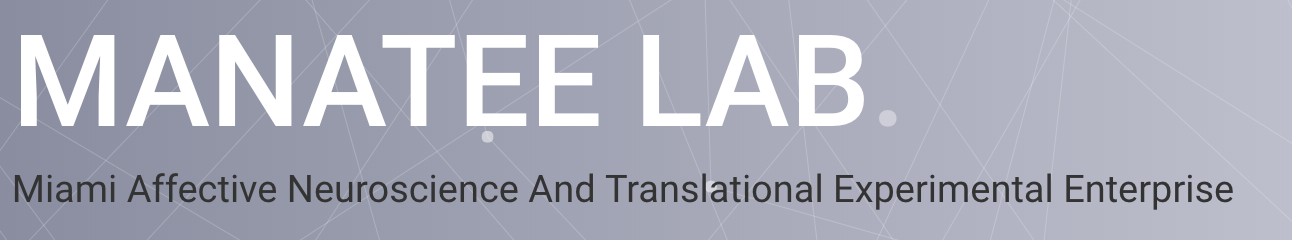 MANATEE LAB.
Miami Affective Neuroscience And Translational Experimental Enterprise